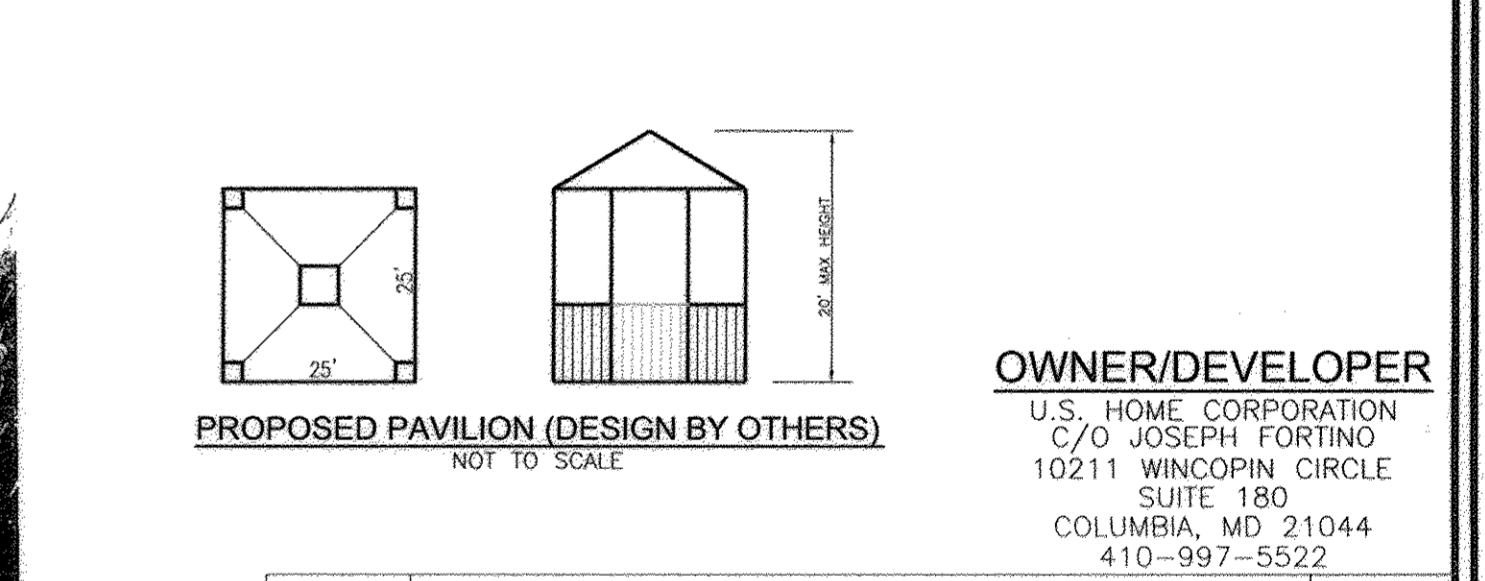 25'
25'
20' MAX HEIGHT
PROPOSED PAVILION (DESIGN BY OTHERS)
NOT TO SCALE
OWNER/DEVELOPER
U.S. HOME CORPORATION
C/O JOSEPH FORTINO
10211 WINCOPIN CIRCLE
SUITE 180
COLUMBIA, MD 21044
410-997-5522